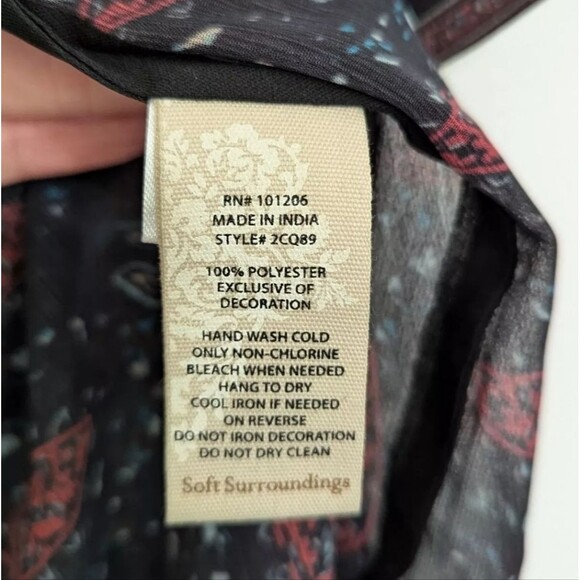 RN# 101206
MADE IN INDIA
STYLE# 2CQ89
100% POLYESTER
EXCLUSIVE OF
DECORATION
HAND WASH COLD
ONLY NON-CHLORINE
BLEACH WHEN NEEDED
HANG TO DRY
COOL IRON IF NEEDED
ON REVERSE
DO NOT IRON DECORATION
DO NOT DRY CLEAN
Soft Surroundings